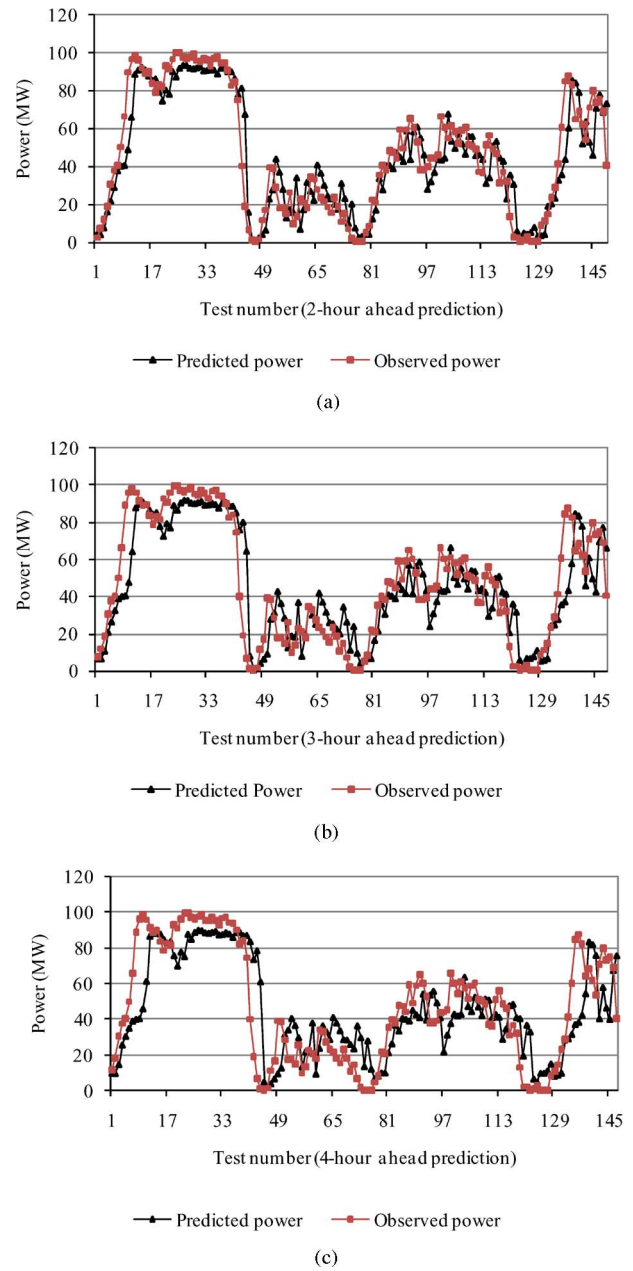 120
100
80
60
40
20
0
Power (MW)
1 17 33 49 65 81 97 113 129 145
Test number (2-hour ahead prediction)
Predicted power Observed power
(a)
120
100
80
60
40
20
0
Power (MW)
1 17 33 49 65 81 97 113 129 145
Test number (3-hour ahead prediction)
Predicted Power Observed power
(b)
120
100
80
60
40
20
0
Power (MW)
1 17 33 49 65 81 97 113 129 145
Test number (4-hour ahead prediction)
Predicted power Observed power
(c)